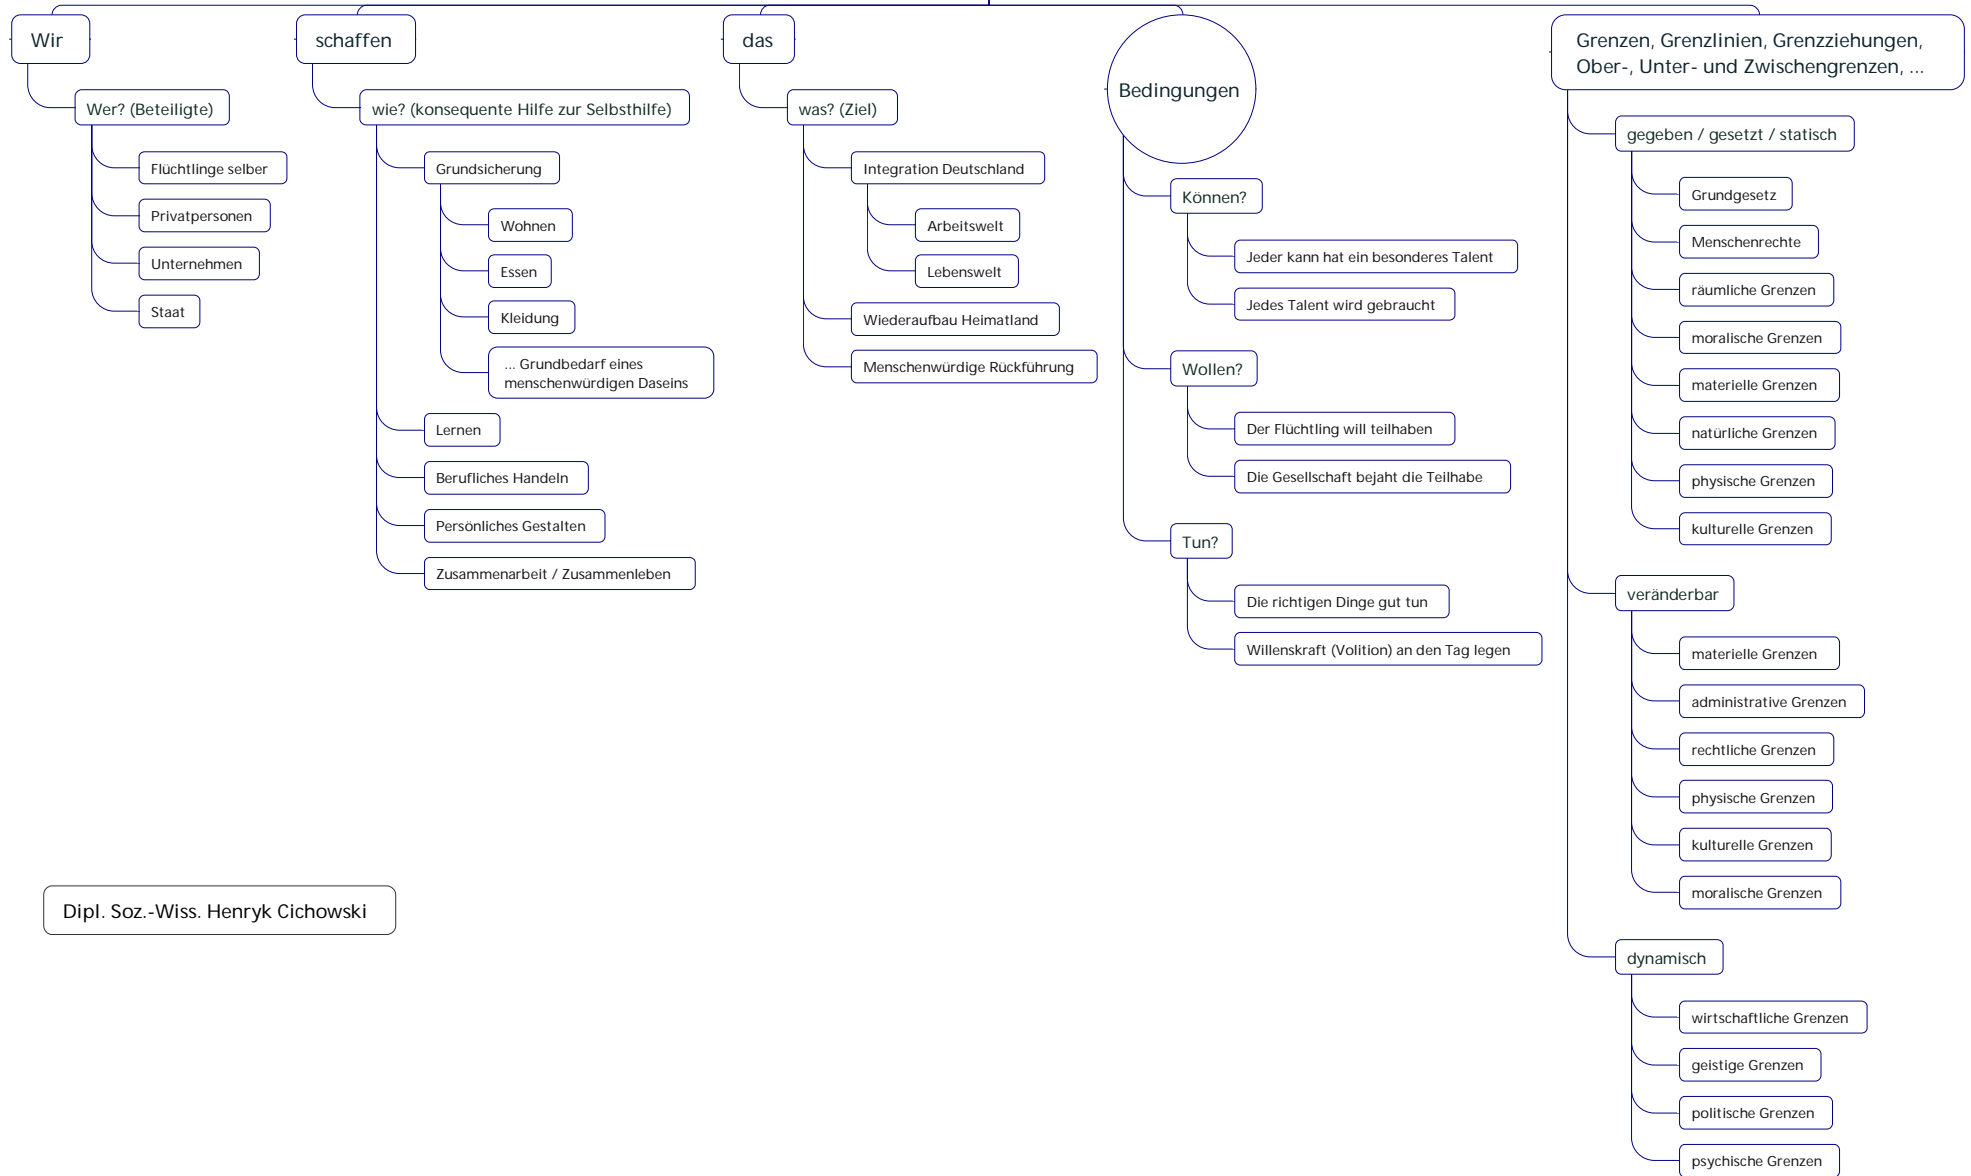 Wir
Wer? (Beteiligte)
Flüchtlinge selber
Privatpersonen
Unternehmen
Staat
schaffen
wie? (konsequente Hilfe zur Selbsthilfe)
Grundsicherung
Wohnen
Essen
Kleidung
... Grundbedarf eines
menschenwürdigen Daseins
Lernen
Berufliches Handeln
Persönliches Gestalten
Zusammenarbeit / Zusammenleben
das
was? (Ziel)
Integration Deutschland
Arbeitswelt
Lebenswelt
Wiederaufbau Heimatland
Menschenwürdige Rückführung
Bedingungen
Können?
Jeder kann hat ein besonderes Talent
Jedes Talent wird gebraucht
Wollen?
Der Flüchtling will teilhaben
Die Gesellschaft bejaht die Teilhabe
Tun?
Die richtigen Dinge gut tun
Willenskraft (Volition) an den Tag legen
Grenzen, Grenzlinien, Grenzziehungen,
Ober-, Unter- und Zwischengrenzen, ...
gegeben / gesetzt / statisch
Grundgesetz
Menschenrechte
räumliche Grenzen
moralische Grenzen
materielle Grenzen
natürliche Grenzen
physische Grenzen
kulturelle Grenzen
veränderbar
materielle Grenzen
administrative Grenzen
rechtliche Grenzen
physische Grenzen
kulturelle Grenzen
moralische Grenzen
dynamisch
wirtschaftliche Grenzen
geistige Grenzen
politische Grenzen
psychische Grenzen
Dipl. Soz.-Wiss. Henryk Cichowski